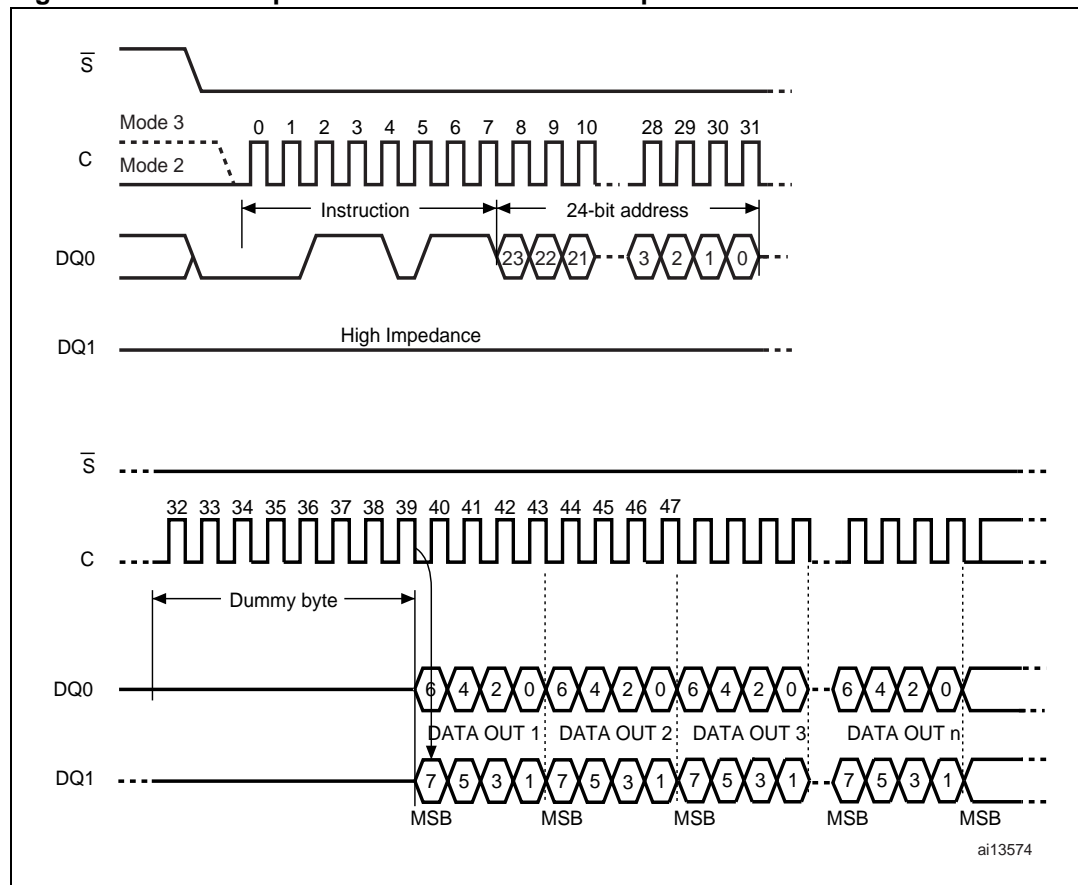 S
Mode 3
0 1 2 3 4 5 6 7 8 9 10 28 29 30 31
C
Mode 2
Instruction 24-bit address
DQ0
23 22 21 3 2 1 0
High Impedance
DQ1
S
32 33 34 35 36 37 38 39 40 41 42 43 44 45 46 47
C
Dummy byte
DQ0
6 4 2 0 6 4 2 0 6 4 2 0 6 4 2 0
DATA OUT 1 DATA OUT 2 DATA OUT 3 DATA OUT n
DQ1
7 5 3 1 7 5 3 1 7 5 3 1 7 5 3 1
MSB MSB MSB MSB MSB
ai13574